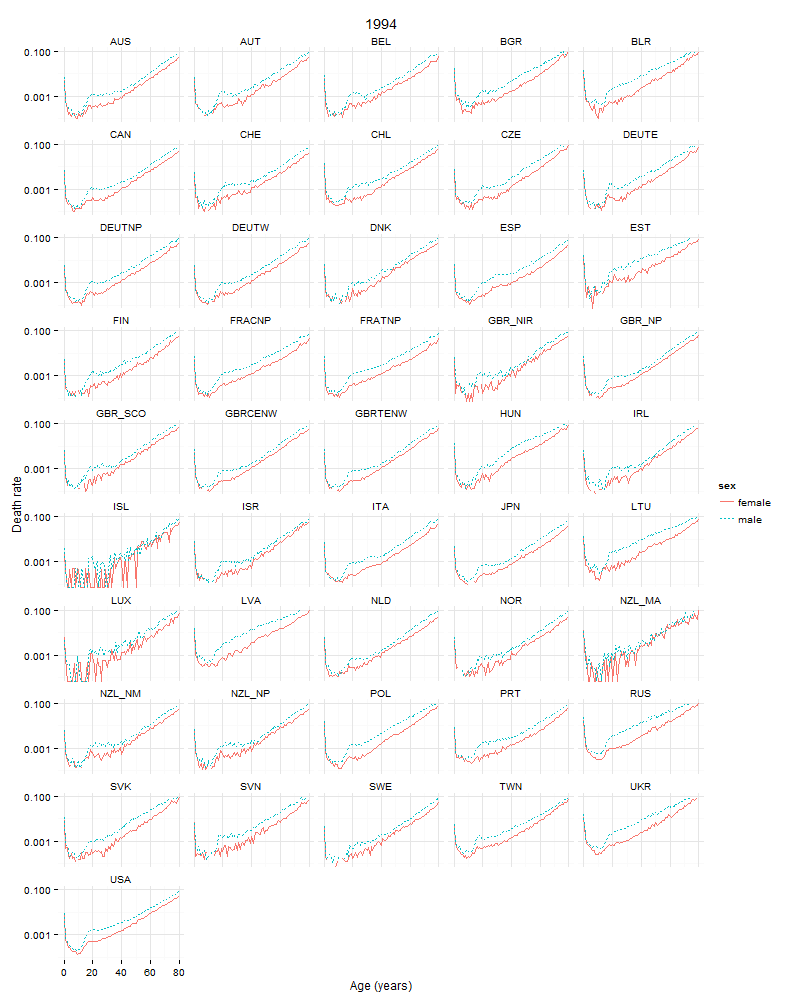 1994
AUS AUT BEL BGR BLR
0.100
0.001
CAN CHE CHL CZE DEUTE
0.100
0.001
DEUTNP DEUTW DNK ESP EST
0.100
0.001
FIN FRACNP FRATNP GBR_NIR GBR_NP
0.100
0.001
GBR_SCO GBRCENW GBRTENW HUN IRL
0.100
0.001
ISL ISR ITA JPN LTU
0.100
0.001
LUX LVA NLD NOR NZL_MA
0.100
0.001
NZL_NM NZL_NP POL PRT RUS
0.100
0.001
SVK SVN SWE TWN UKR
0.100
0.001
USA
0.100
0.001
0 20 40 60 80
Age (years)
Death rate
sex
female
male